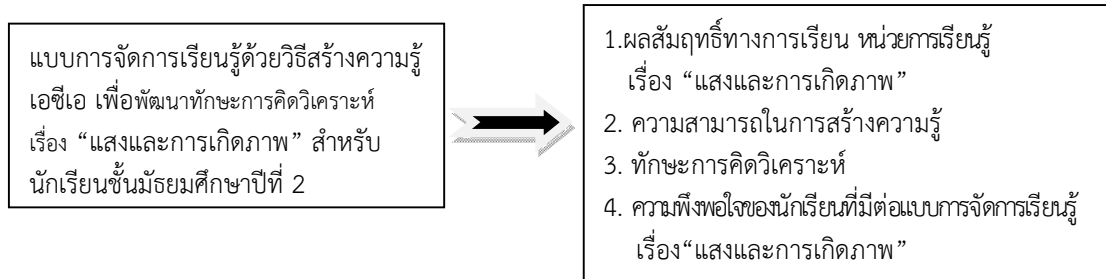 แบบการจัดการเรียนรู้ด้วยวิธีสร้างความรู้
เอซีเอ เพื่อพัฒนาทักษะการคิดวิเคราะห์
เรื่อง “แสงและการเกิดภาพ” สำหรับ
นักเรียนชั้นมัธยมศึกษาปีที่ 2
1.ผลสัมฤทธิ์ทางการเรียน หน่วยการเรียนรู้
เรื่อง “แสงและการเกิดภาพ”
2. ความสามารถในการสร้างความรู้
3. ทักษะการคิดวิเคราะห์
4. ความพึงพอใจของนักเรียนที่มีต่อแบบการจัดการเรียนรู้
เรื่อง“แสงและการเกิดภาพ”